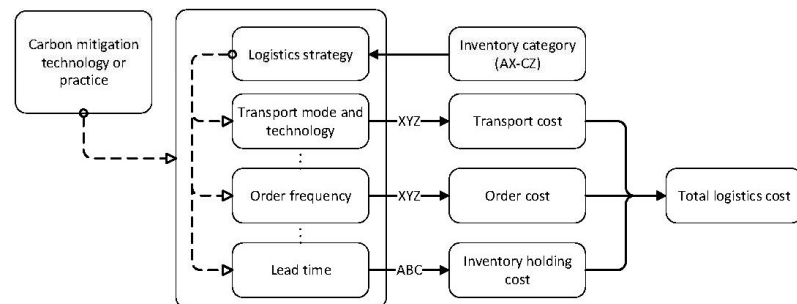 Carbon mitigation
technology or
practice
Logistics strategy
Inventory category
(AX-CZ)
Transport mode and
technology
XYZ
Transport cost
Order frequency
XYZ
Order cost
Total logistics cost
Lead time
ABC
Inventory holding
cost